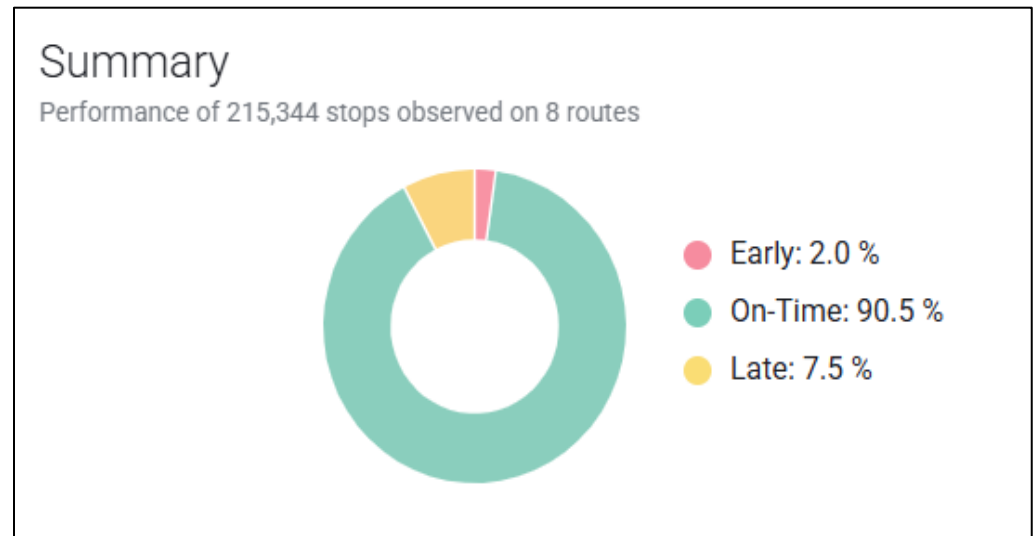 Summary
Performance of 215,344 stops observed on 8 routes
Early: 2.0 %
On-Time: 90.5 %
Late: 7.5 %